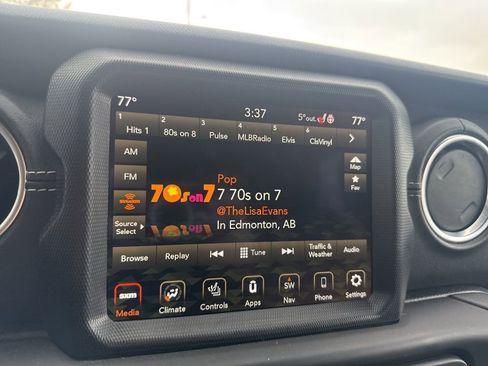 77°
3:37
5°out.
77°
1 2 3 4 5 6
Hits 1 80s on 8 Pulse MLBRadio Elvis ClsVinyl
AM
Map
FM
Fav
SiriusXM
Source
Select
70s on 7
Pop
7 70s on 7
@TheLisaEvans
In Edmonton, AB
Browse Replay Tune Traffic & Weather Audio
sxm ū SW
Media Climate Controls Apps Nav Phone Settings